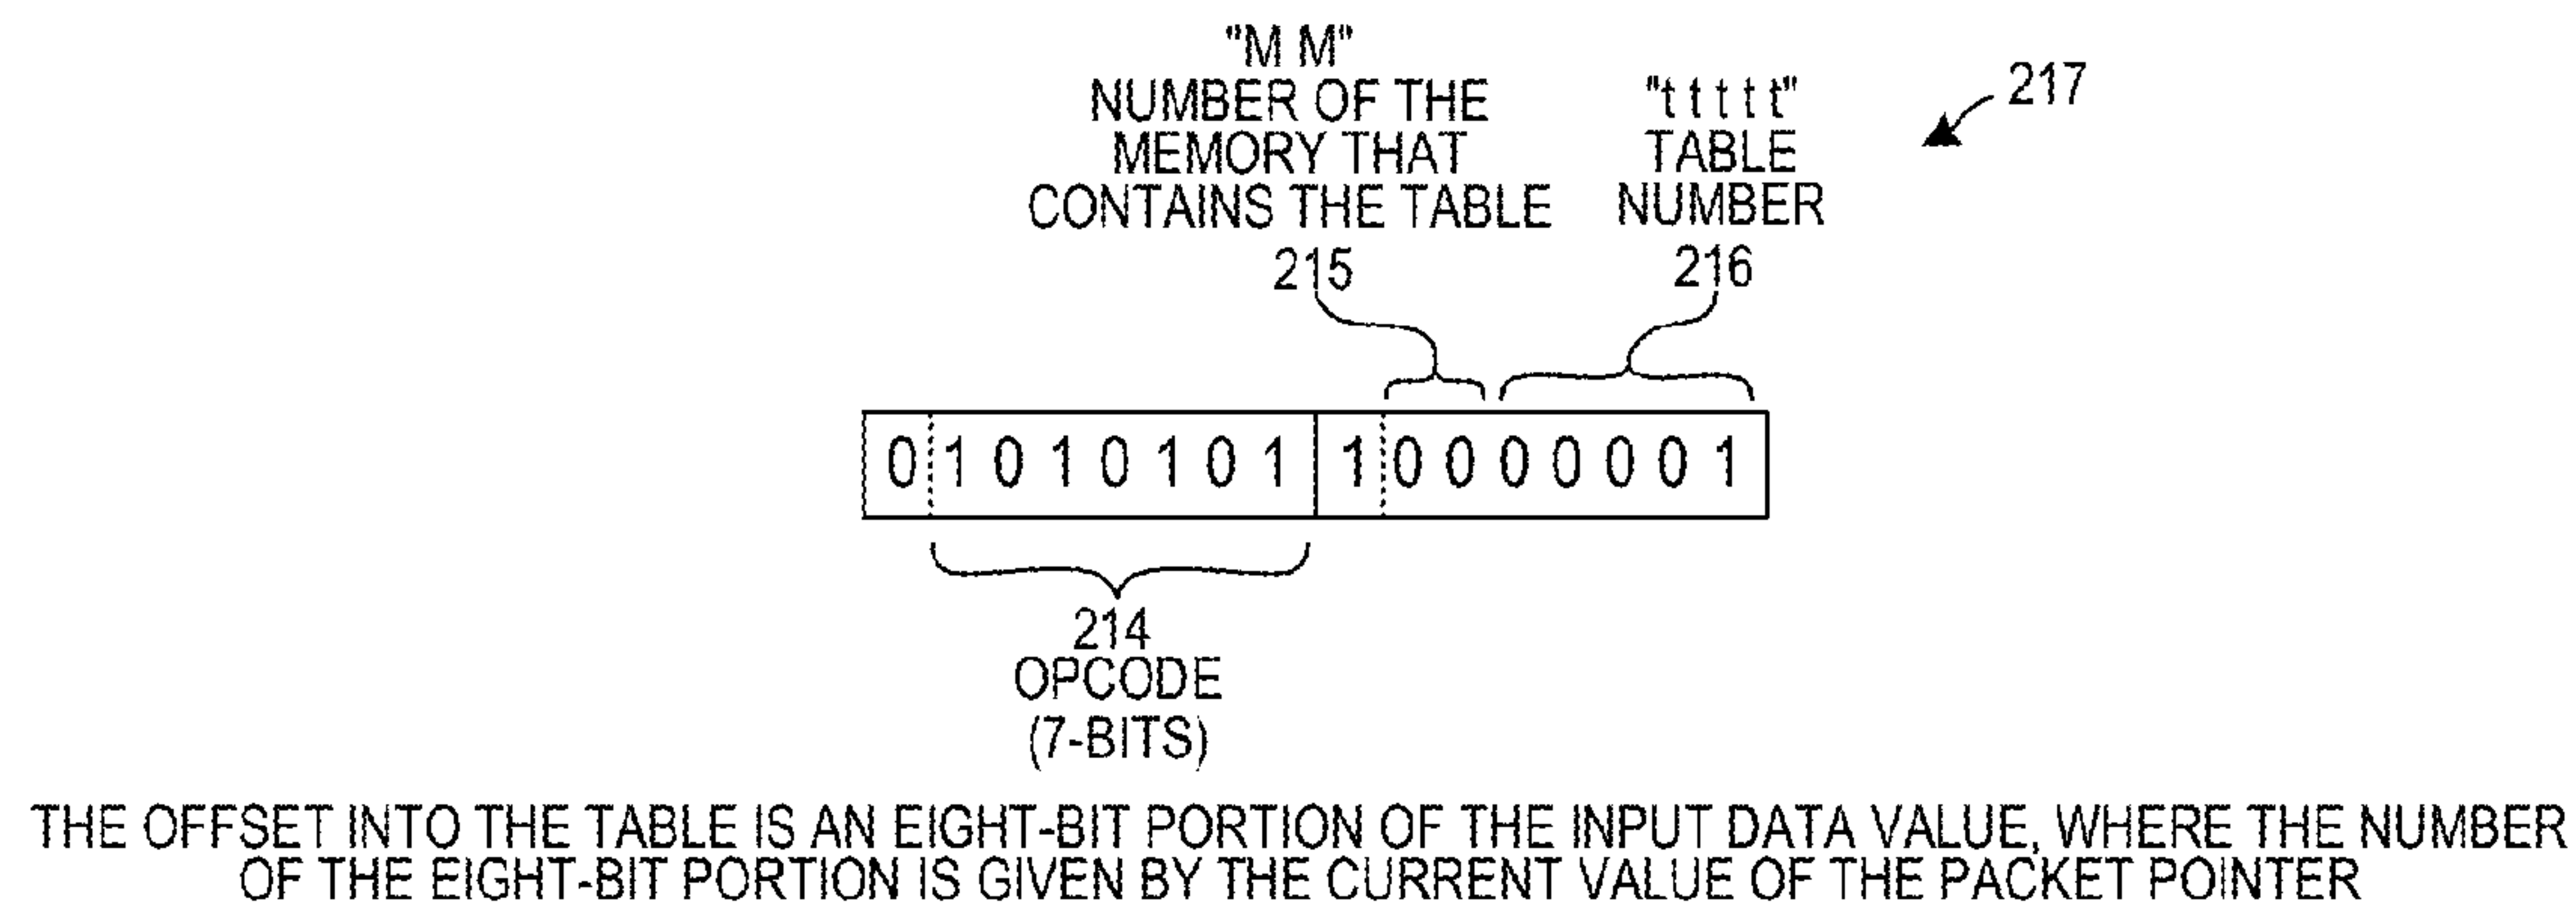 "M M"
NUMBER OF THE
MEMORY THAT
CONTAINS THE TABLE
215
"t t t t t"
TABLE
NUMBER
216
217
0 1 0 1 0 1 0 1 1 0 0 0 0 0 0 1
214
OPCODE
(7-BITS)
THE OFFSET INTO THE TABLE IS AN EIGHT-BIT PORTION OF THE INPUT DATA VALUE, WHERE THE NUMBER
OF THE EIGHT-BIT PORTION IS GIVEN BY THE CURRENT VALUE OF THE PACKET POINTER